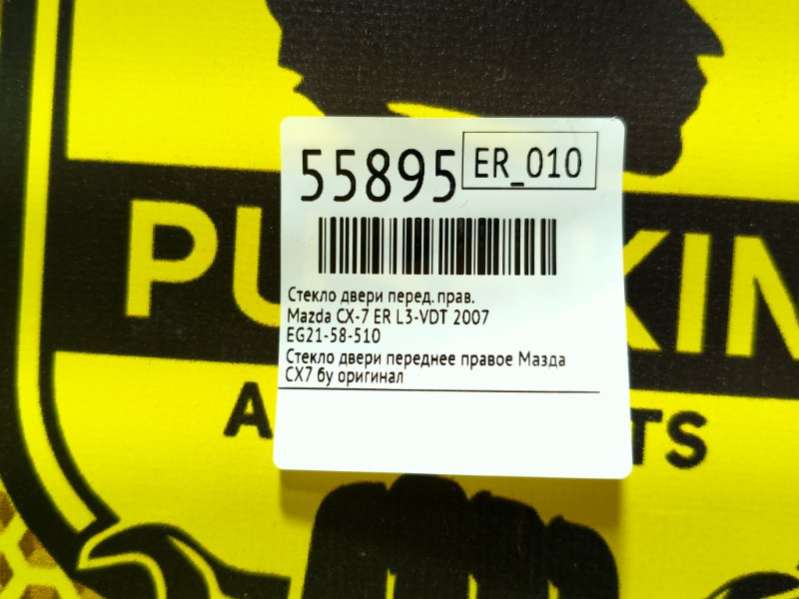 55895
ER_010
Стекло двери перед. прав.
Mazda CX-7 ER L3-VDT 2007
EG21-58-510
Стекло двери переднее правое Мазда
CX7 бу оригинал